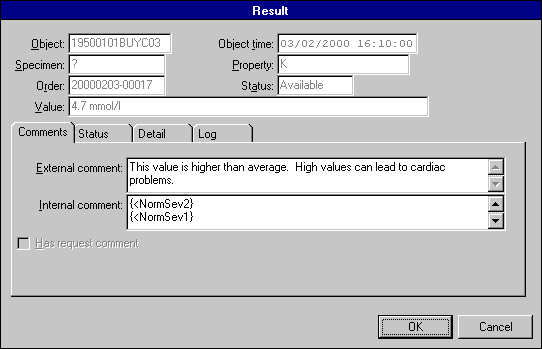 Result
Object: 19500101BUYC03 Object time: 03/02/2000 16:10:00
Specimen: ? Property: K
Order: 20000203-00017 Status: Available
Value: 4.7 mmol/l
Comments Status Detail Log
External comment: This value is higher than average. High values can lead to cardiac
problems.
Internal comment: {<NormSev2}
{<NormSev1}
Has request comment
OK Cancel